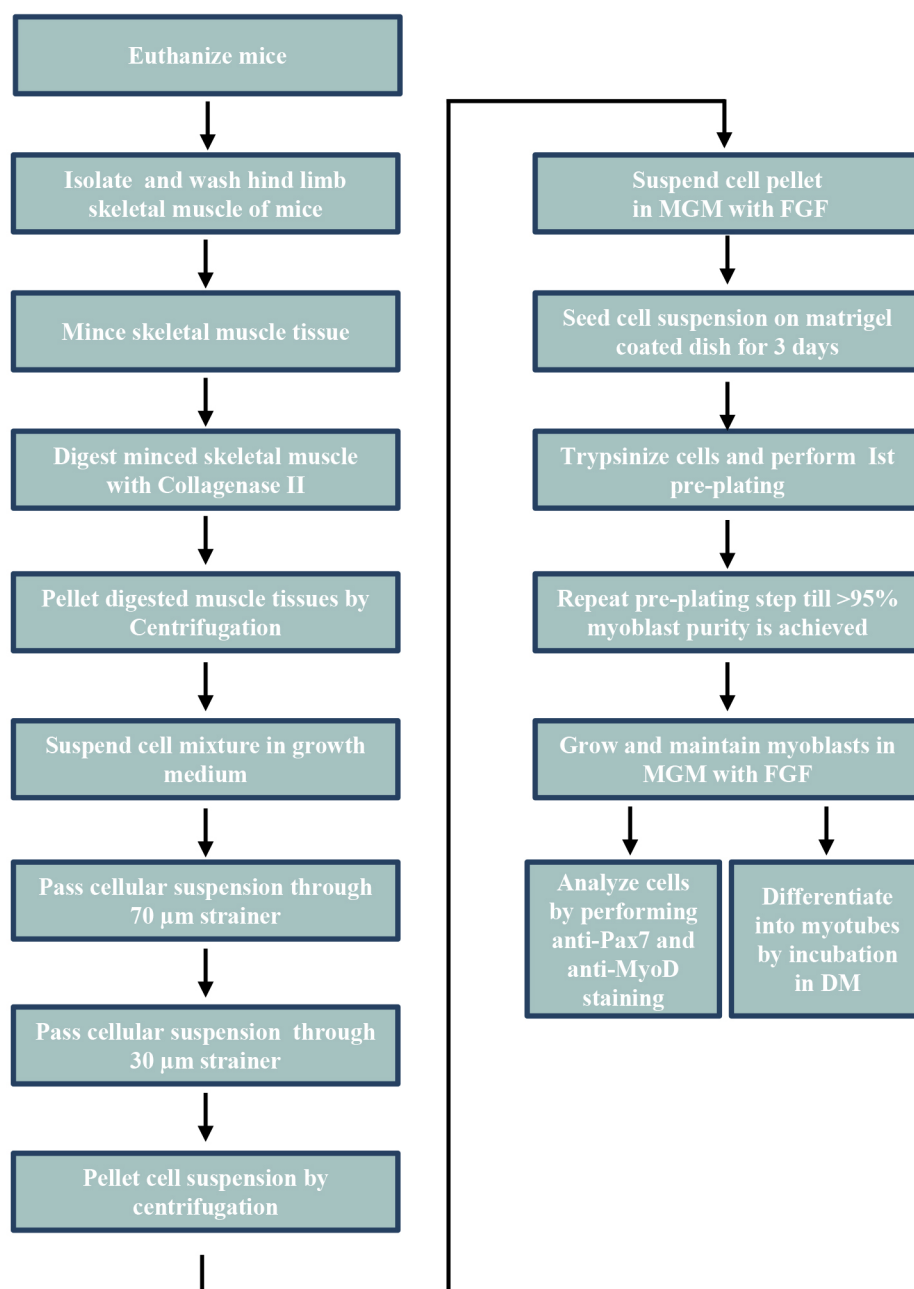 Euthanize mice
Isolate and wash hind limb
skeletal muscle of mice
Mince skeletal muscle tissue
Digest minced skeletal muscle
with Collagenase II
Pellet digested muscle tissues by
Centrifugation
Suspend cell mixture in growth
medium
Pass cellular suspension through
70 µm strainer
Pass cellular suspension through
30 µm strainer
Pellet cell suspension by
centrifugation
Suspend cell pellet
in MGM with FGF
Seed cell suspension on matrigel
coated dish for 3 days
Trypsinize cells and perform Ist
pre-plating
Repeat pre-plating step till >95%
myoblast purity is achieved
Grow and maintain myoblasts in
MGM with FGF
Analyze cells
by performing
anti-Pax7 and
anti-MyoD
staining
Differentiate
into myotubes
by incubation
in DM